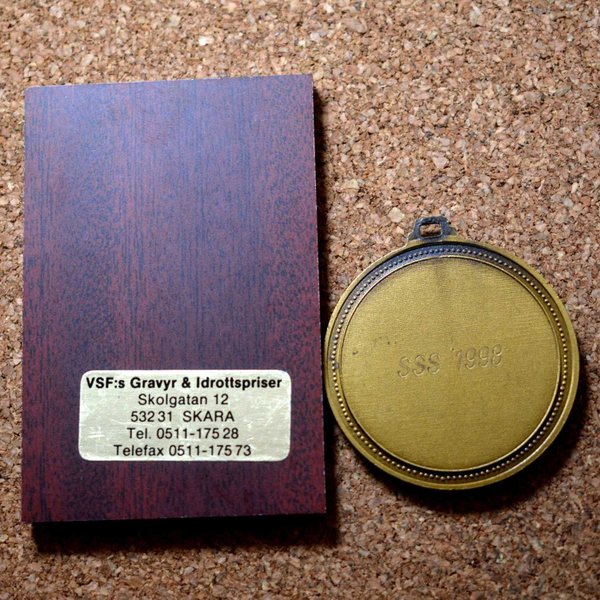 VSF:s Gravyr & Idrottspriser
Skolgatan 12
532 31 SKARA
Tel. 0511-175 28
Telefax 0511-175 73
SSS 1998